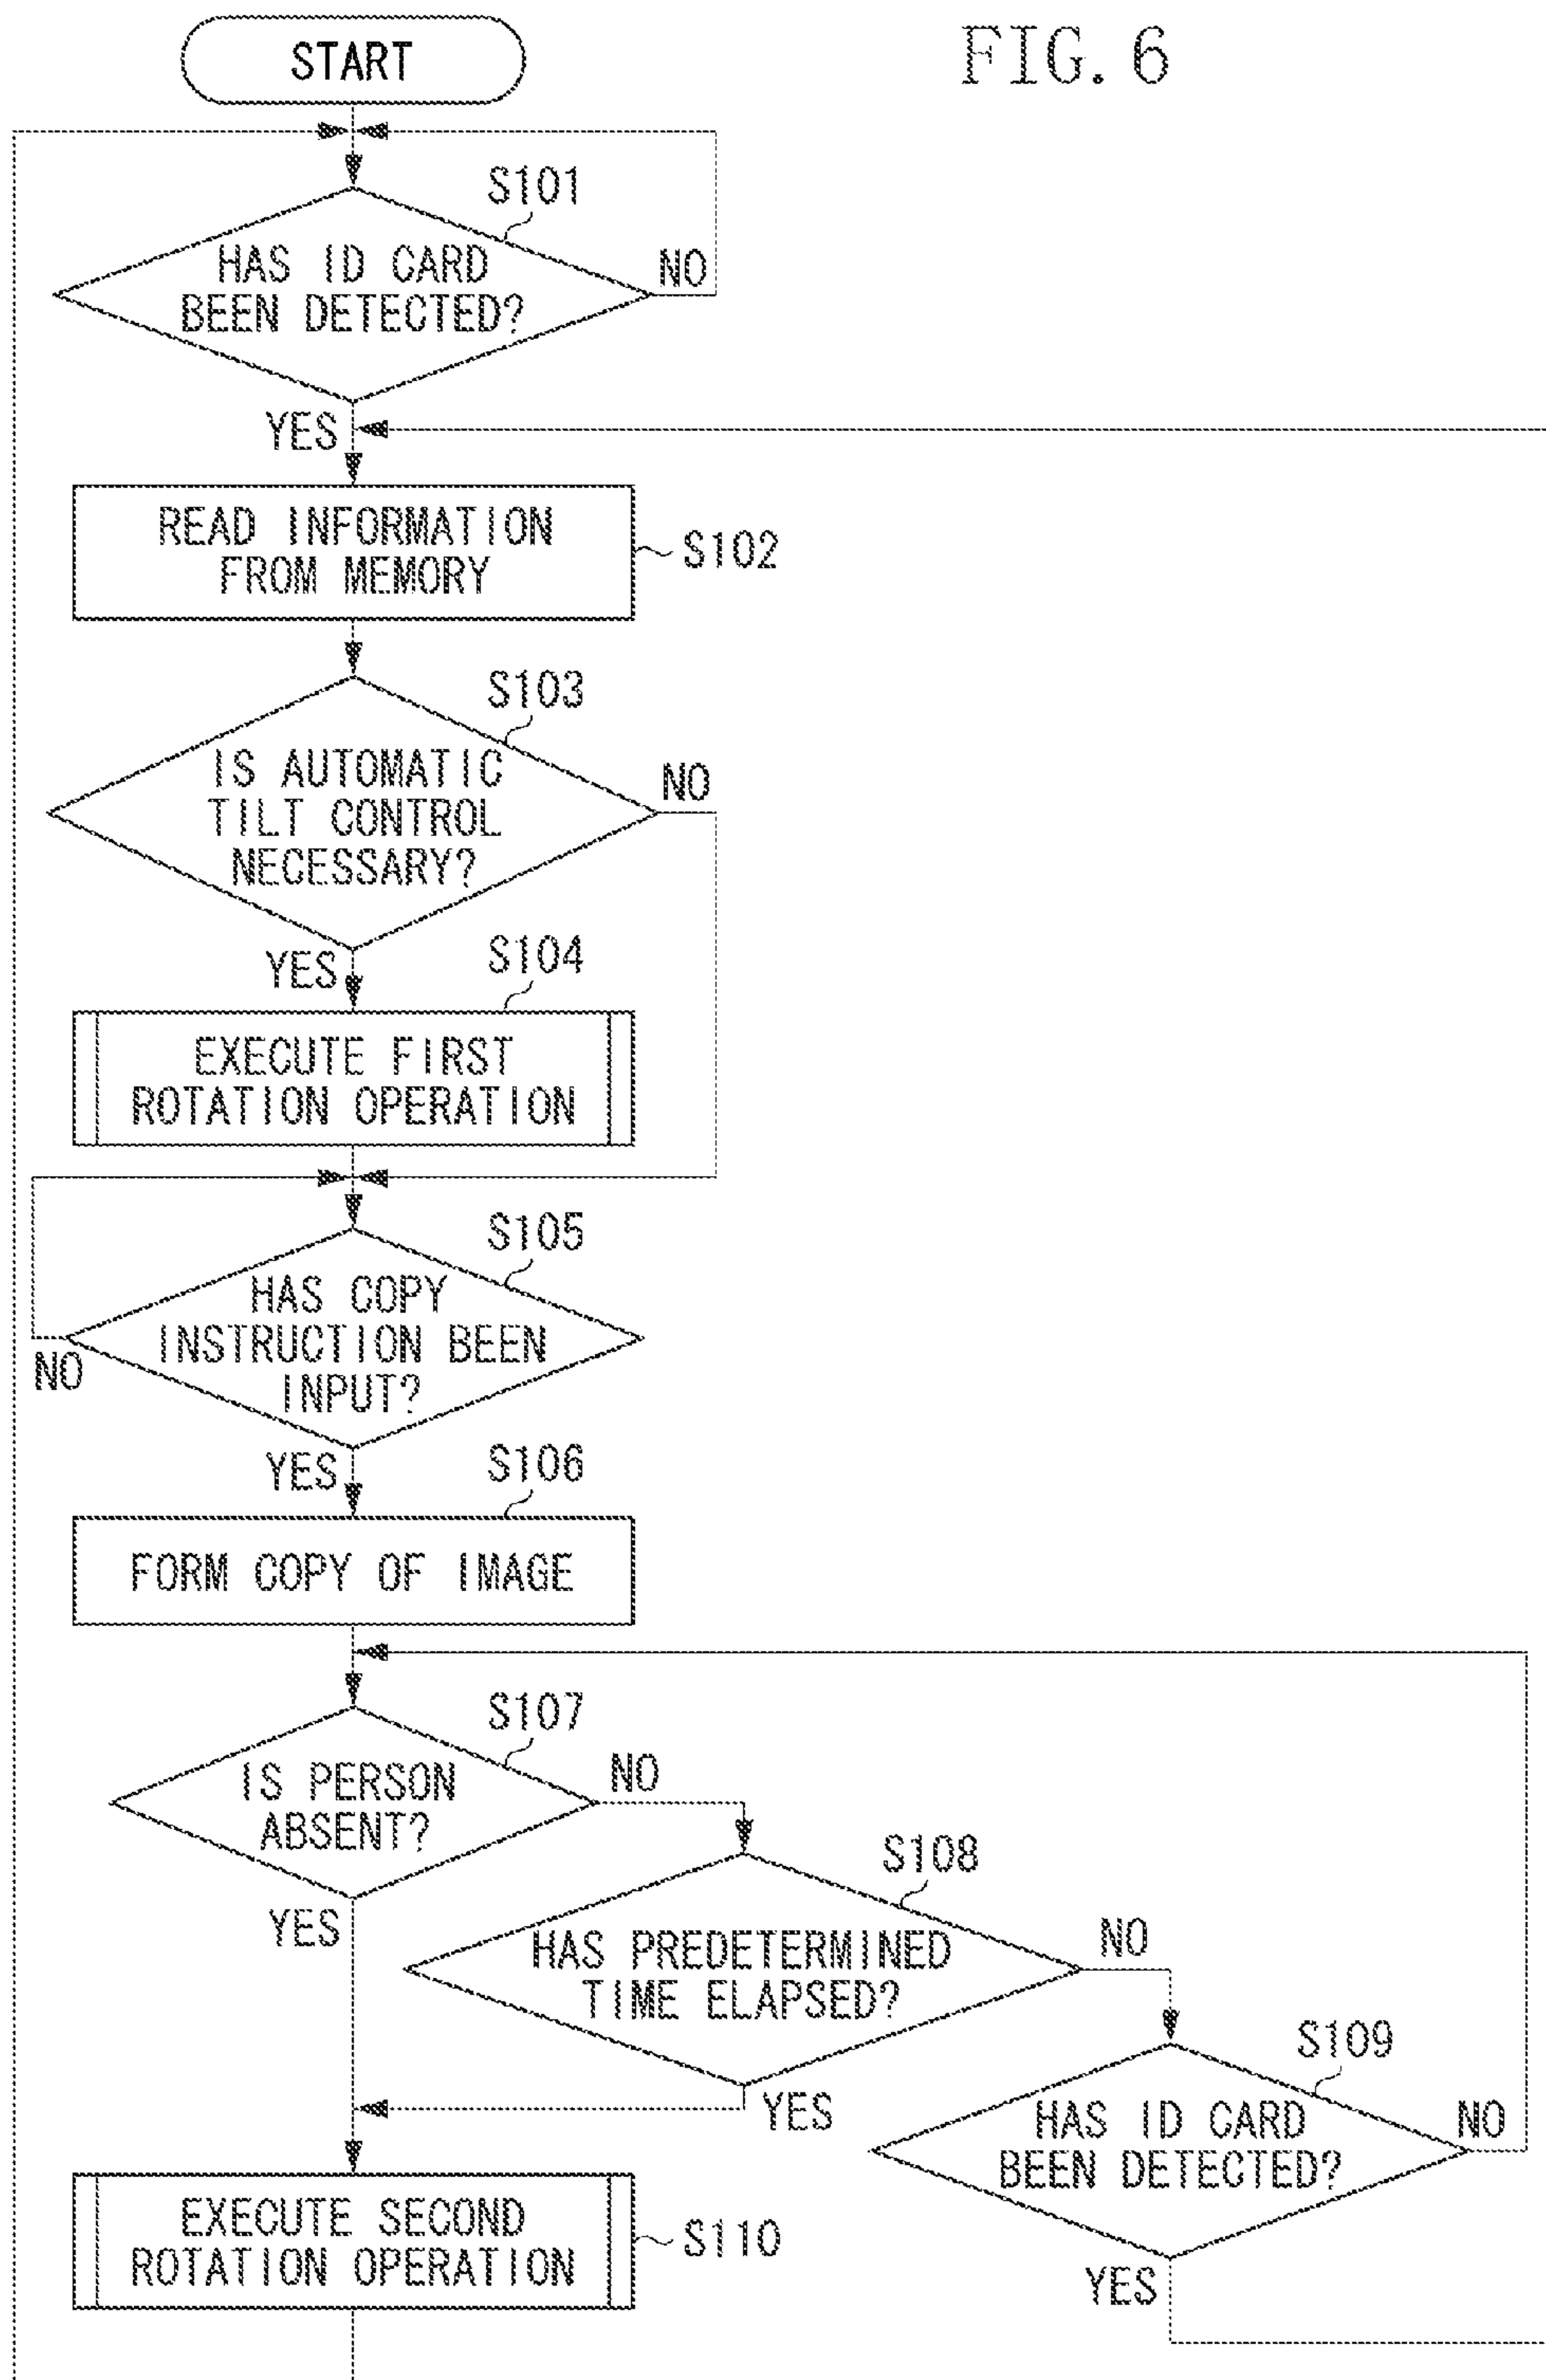 START
FIG. 6
S101
HAS ID CARD
BEEN DETECTED?
NO
YES
READ INFORMATION
FROM MEMORY
S102
S103
IS AUTOMATIC
TILT CONTROL
NECESSARY?
NO
YES
S104
EXECUTE FIRST
ROTATION OPERATION
S105
HAS COPY
INSTRUCTION BEEN
INPUT?
NO
YES
S106
FORM COPY OF IMAGE
S107
IS PERSON
ABSENT?
NO
YES
S108
HAS PREDETERMINED
TIME ELAPSED?
NO
YES
S109
HAS ID CARD
BEEN DETECTED?
NO
YES
EXECUTE SECOND
ROTATION OPERATION
S110